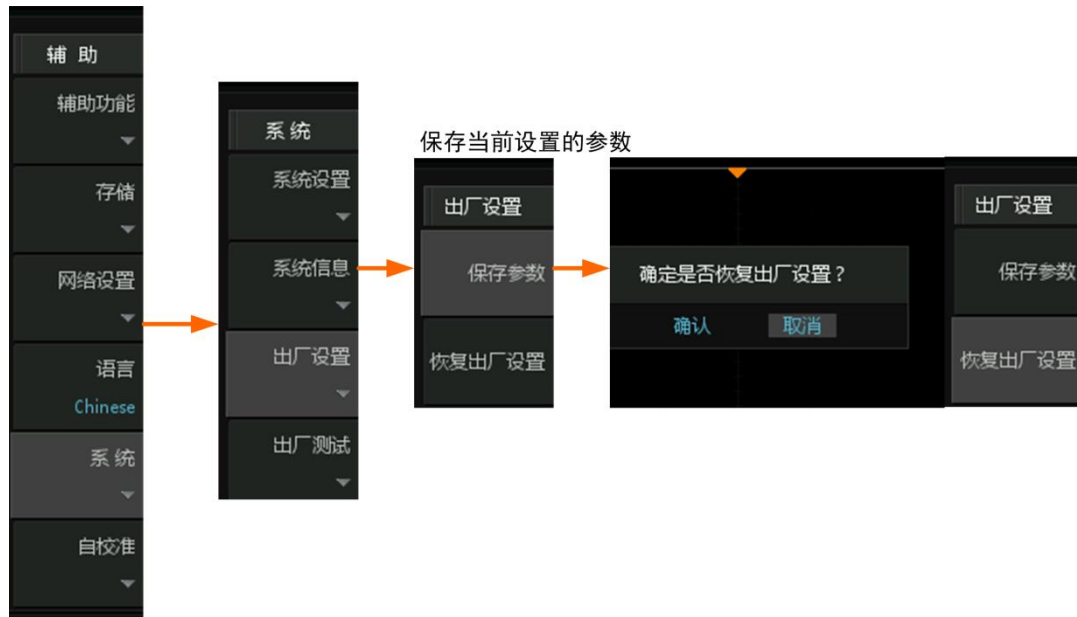 辅 助
辅助功能
存储
网络设置
语言
Chinese
系 统
自校准
系 统
系统设置
系统信息
出厂设置
出厂测试
保存当前设置的参数
出厂设置
保存参数
恢复出厂设置
确定是否恢复出厂设置？
确认 取消
出厂设置
保存参数
恢复出厂设置